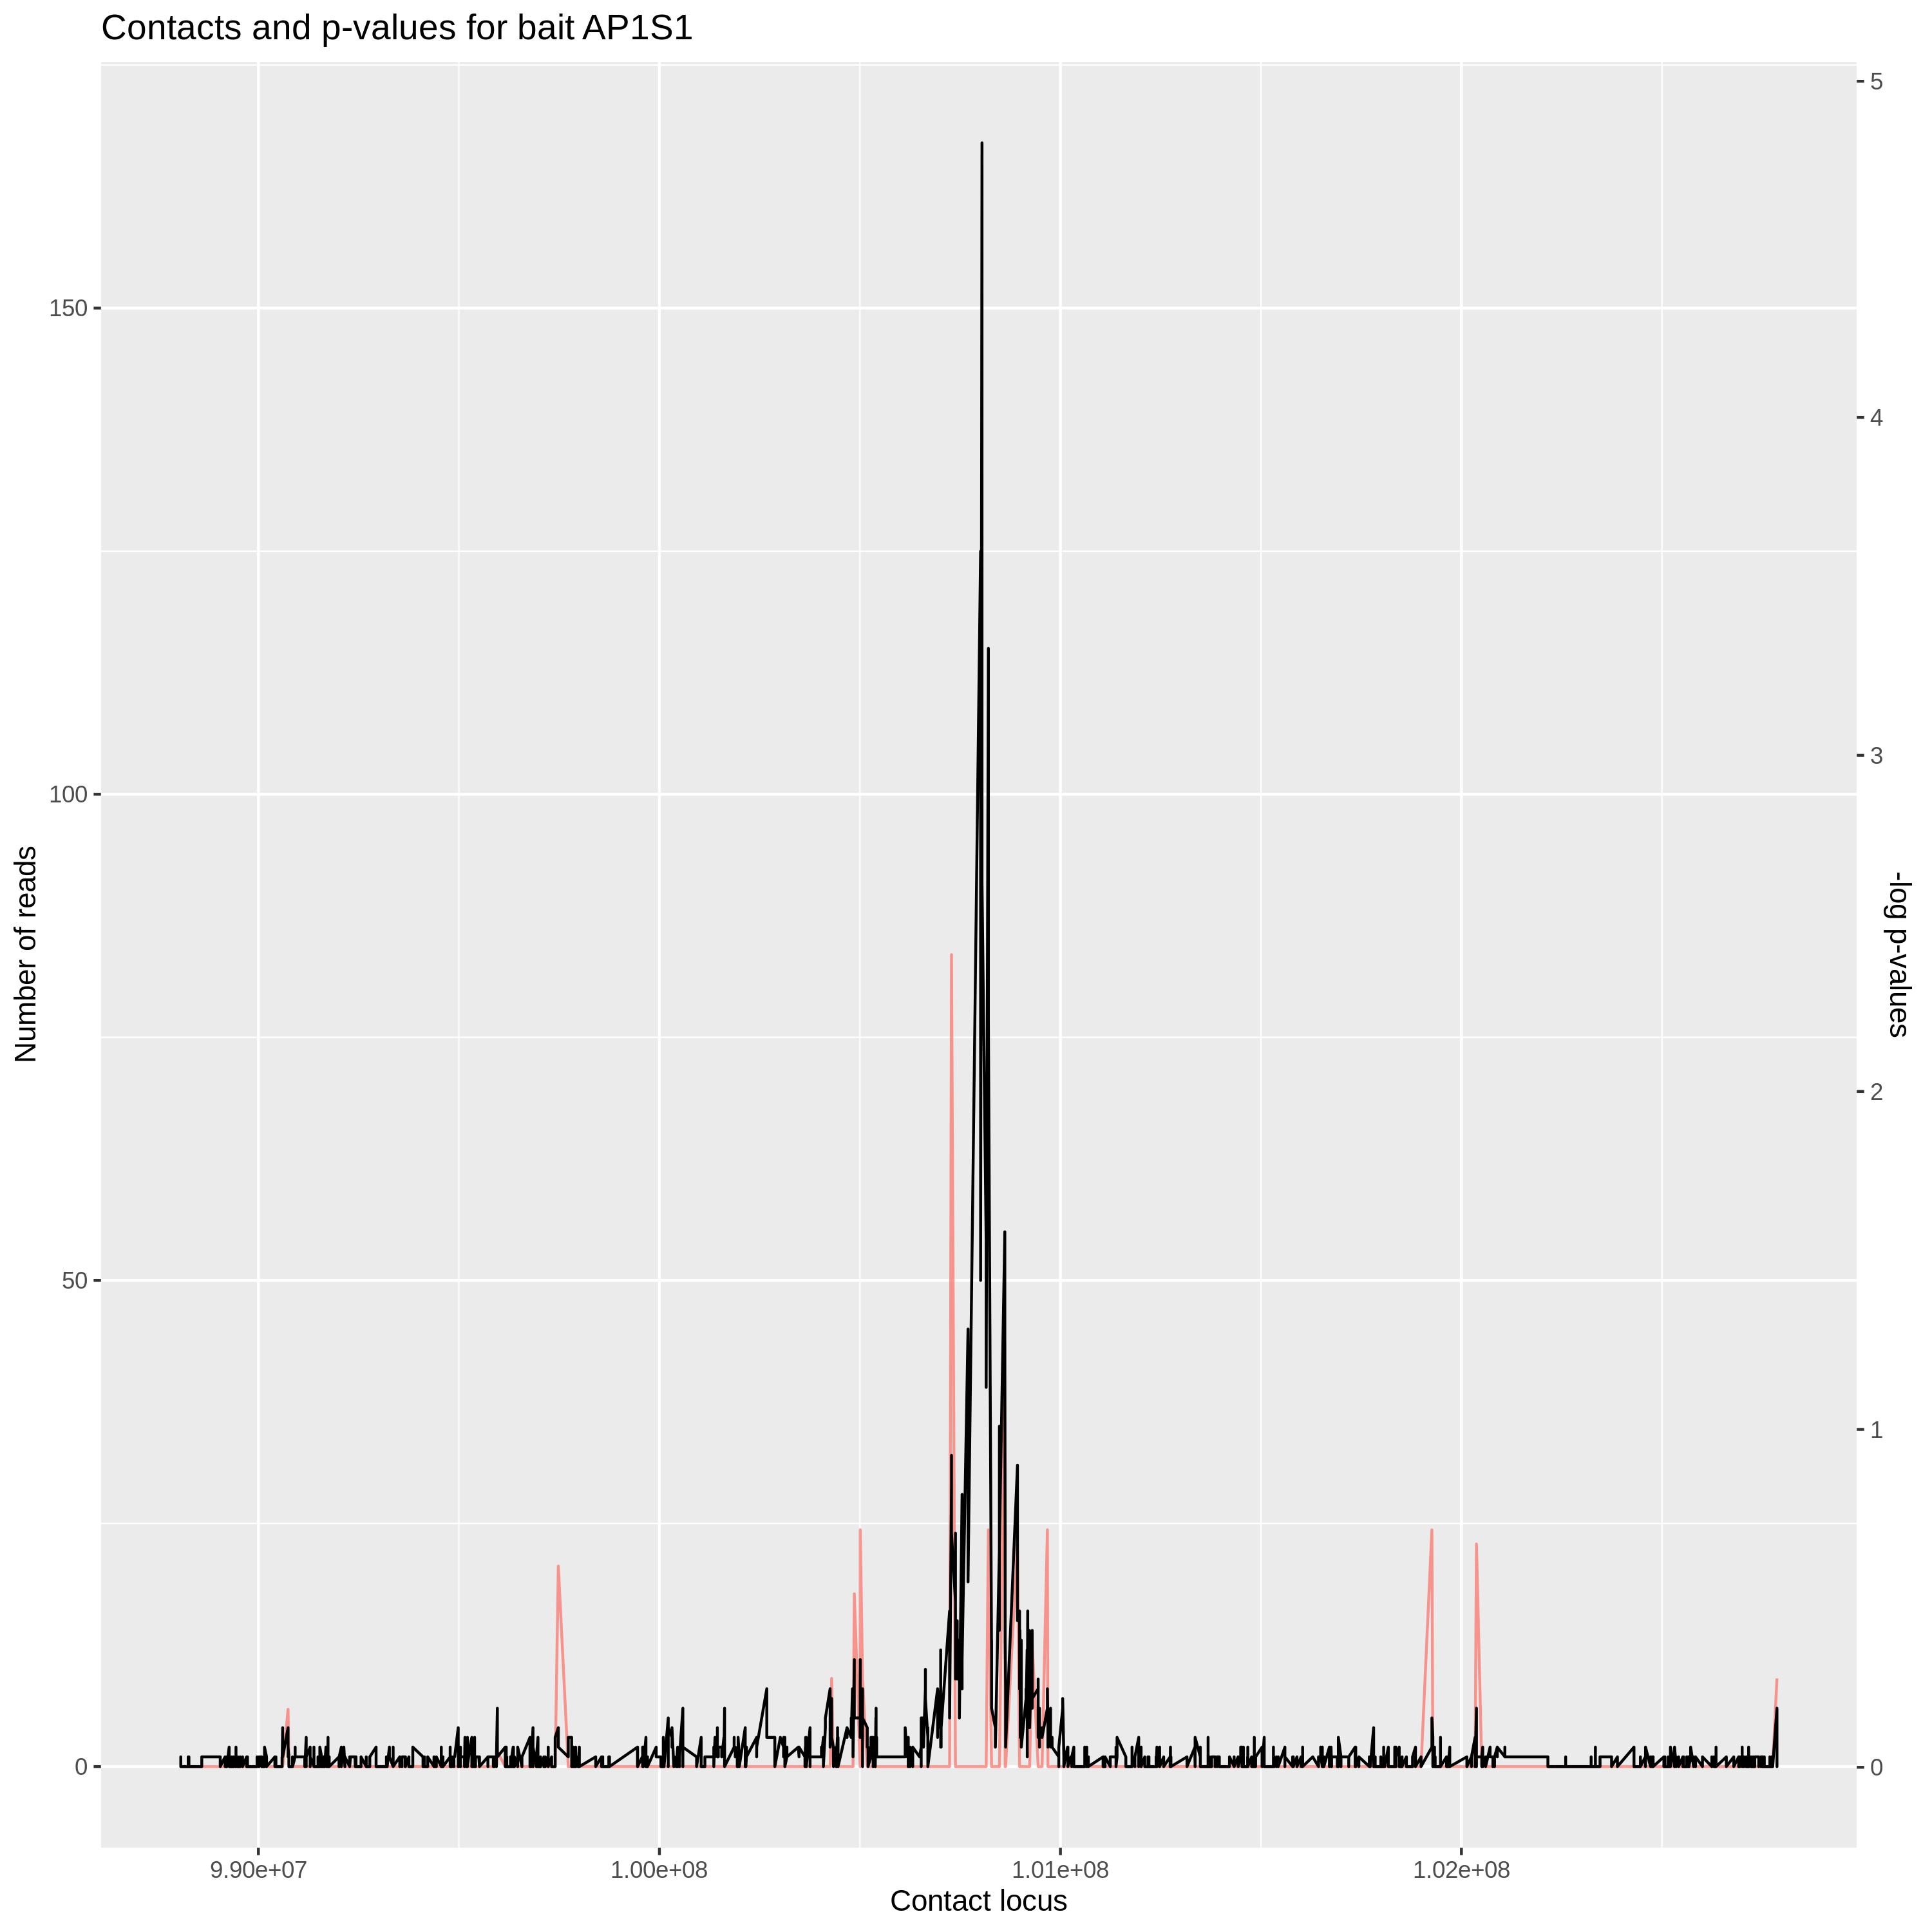 Contacts and p-values for bait AP1S1
5
150
4
100
3
Number of reads
-log p-values
2
50
1
0
0
9.90e+07
1.00e+08
1.01e+08
1.02e+08
Contact locus